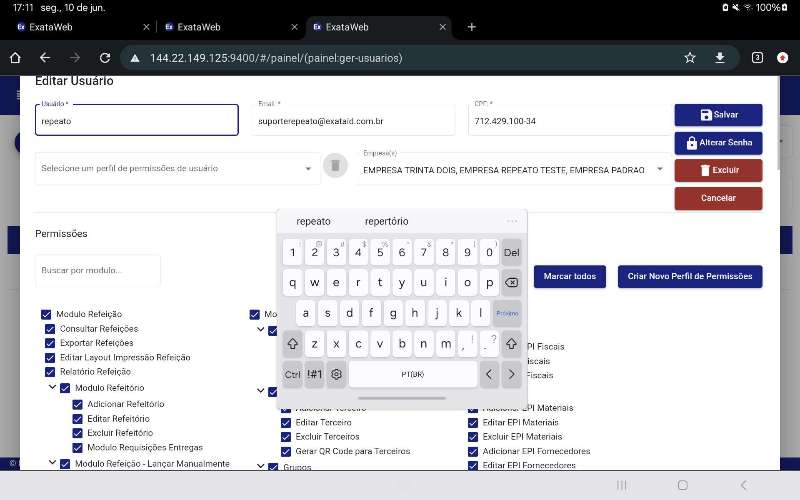 17:11 seg., 10 de jun.
100%
Ex ExataWeb
Ex ExataWeb
Ex ExataWeb
144.22.149.125:9400/#/painel/(painel:ger-usuarios)
3
Editar Usuário
Usuário *
repeato
Email: *
suporterepeato@exataid.com.br
CPF: *
712.429.100-34
Salvar
Alterar Senha
Selecione um perfil de permissões de usuário
Empresa(s)
EMPRESA TRINTA DOIS, EMPRESA REPEATO TESTE, EMPRESA PADRAO
Excluir
Cancelar
Permissões
Buscar por modulo...
Marcar todos
Criar Novo Perfil de Permissões
repeato repertório ...
1 2 3 4 5 6 7 8 9 0 Del
q w e r t y u i o p
a s d f g h j k l Próximo
z x c v b n m , ! . ?
Ctrl !#1 PT(BR) < >
Modulo Refeição
Consultar Refeições
Exportar Refeições
Editar Layout Impressão Refeição
Relatório Refeição
Modulo Refeitório
Adicionar Refeitório
Editar Refeitório
Excluir Refeitório
Modulo Requisições Entregas
Modulo Refeição - Lançar Manualmente
Mo
Adicionar Terceiro
Editar Terceiro
Excluir Terceiros
Gerar QR Code para Terceiros
Grupos
PI Fiscais
iscais
Fiscais
Adicionar EPI Materiais
Editar EPI Materiais
Excluir EPI Materiais
Adicionar EPI Fornecedores
Editar EPI Fornecedores